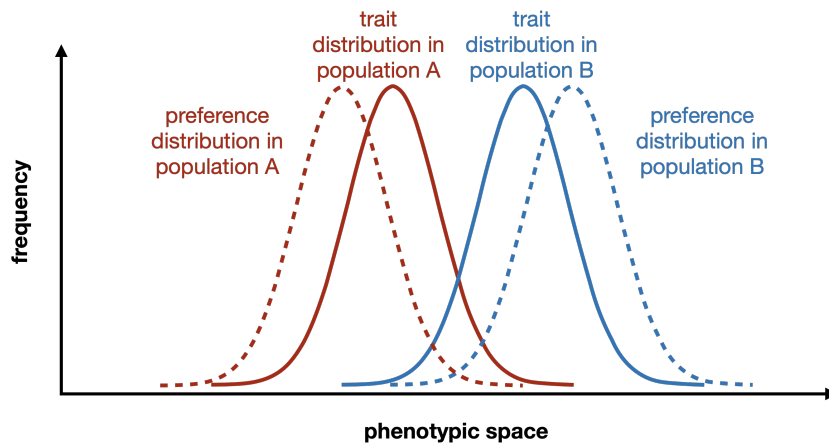 trait
distribution in
population A
trait
distribution in
population B
preference
distribution in
population A
preference
distribution in
population B
frequency
phenotypic space